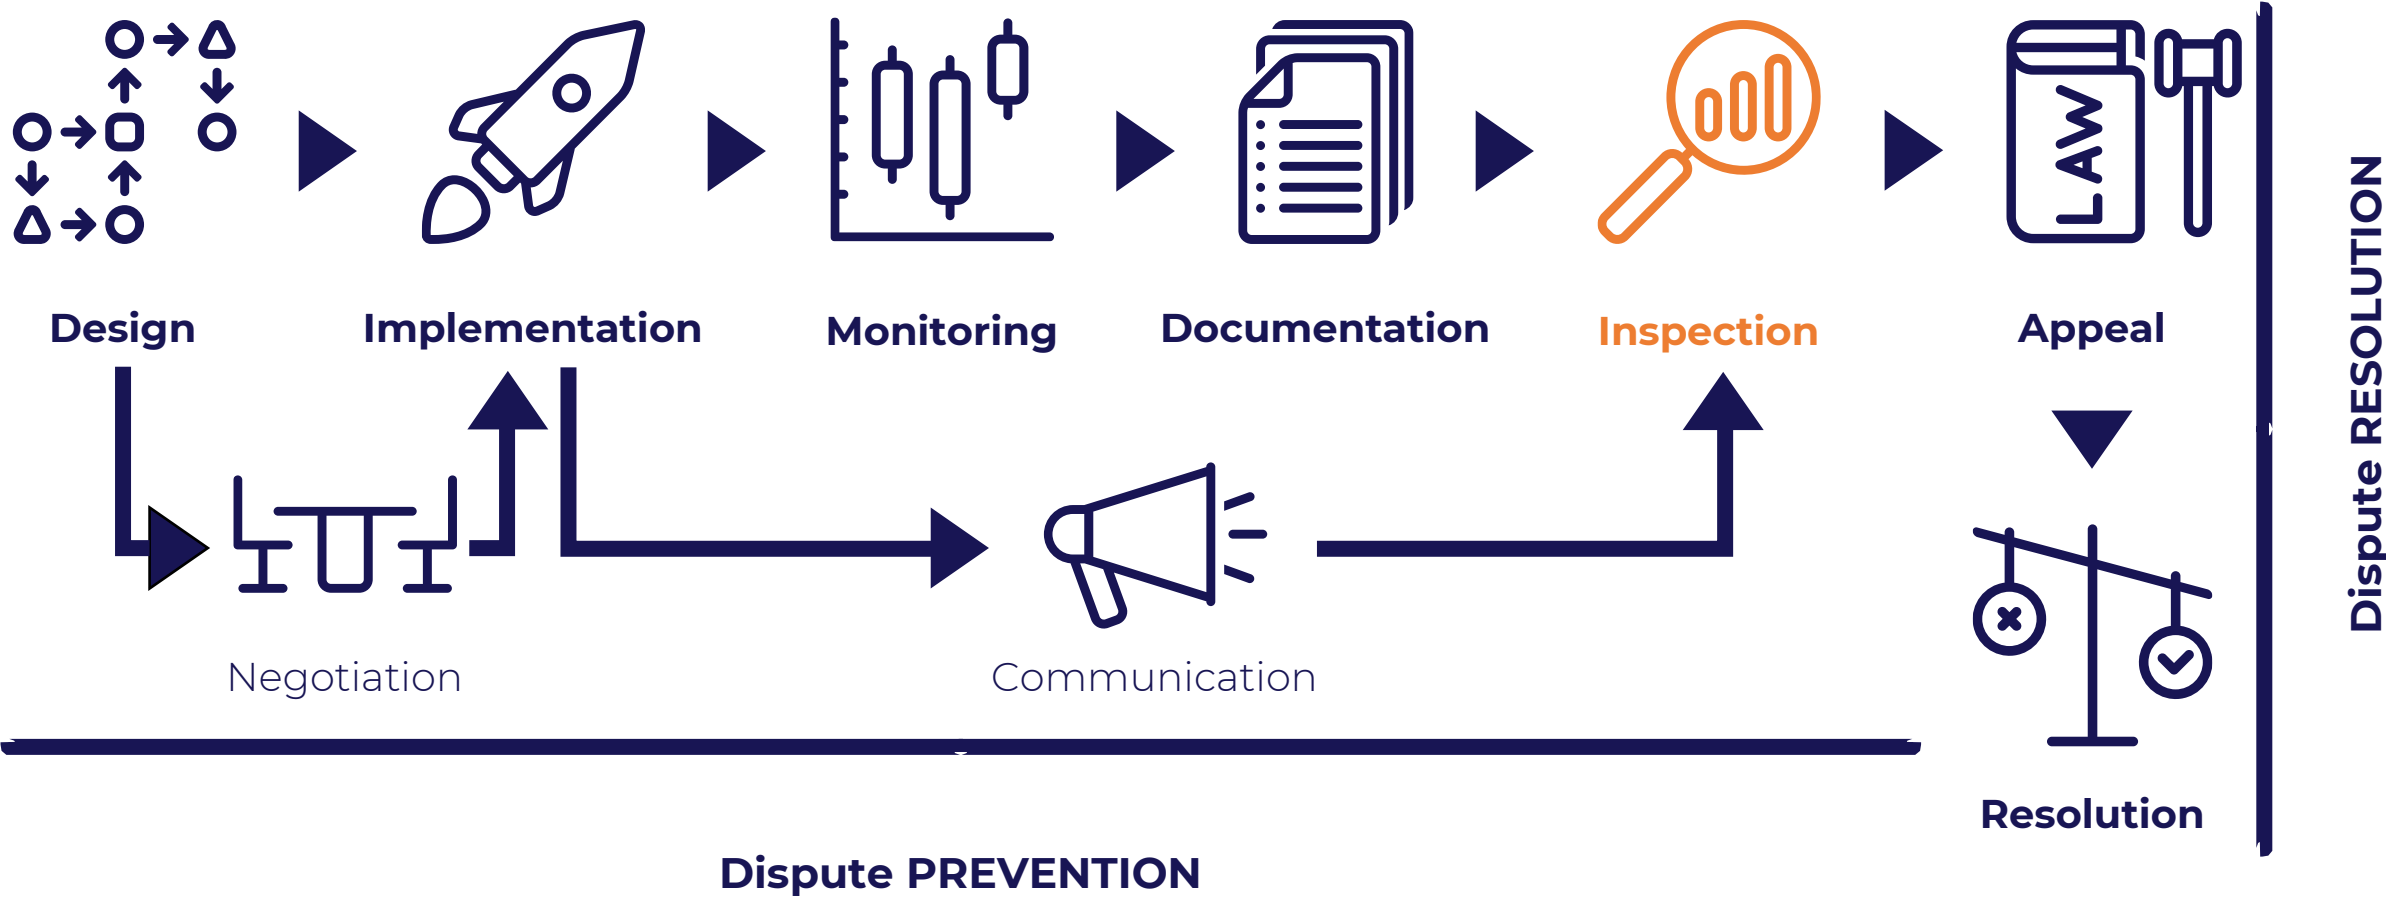 LAW
Design
Implementation
Monitoring
Documentation
Inspection
Appeal
Negotiation
Communication
Resolution
Dispute PREVENTION
Dispute RESOLUTION